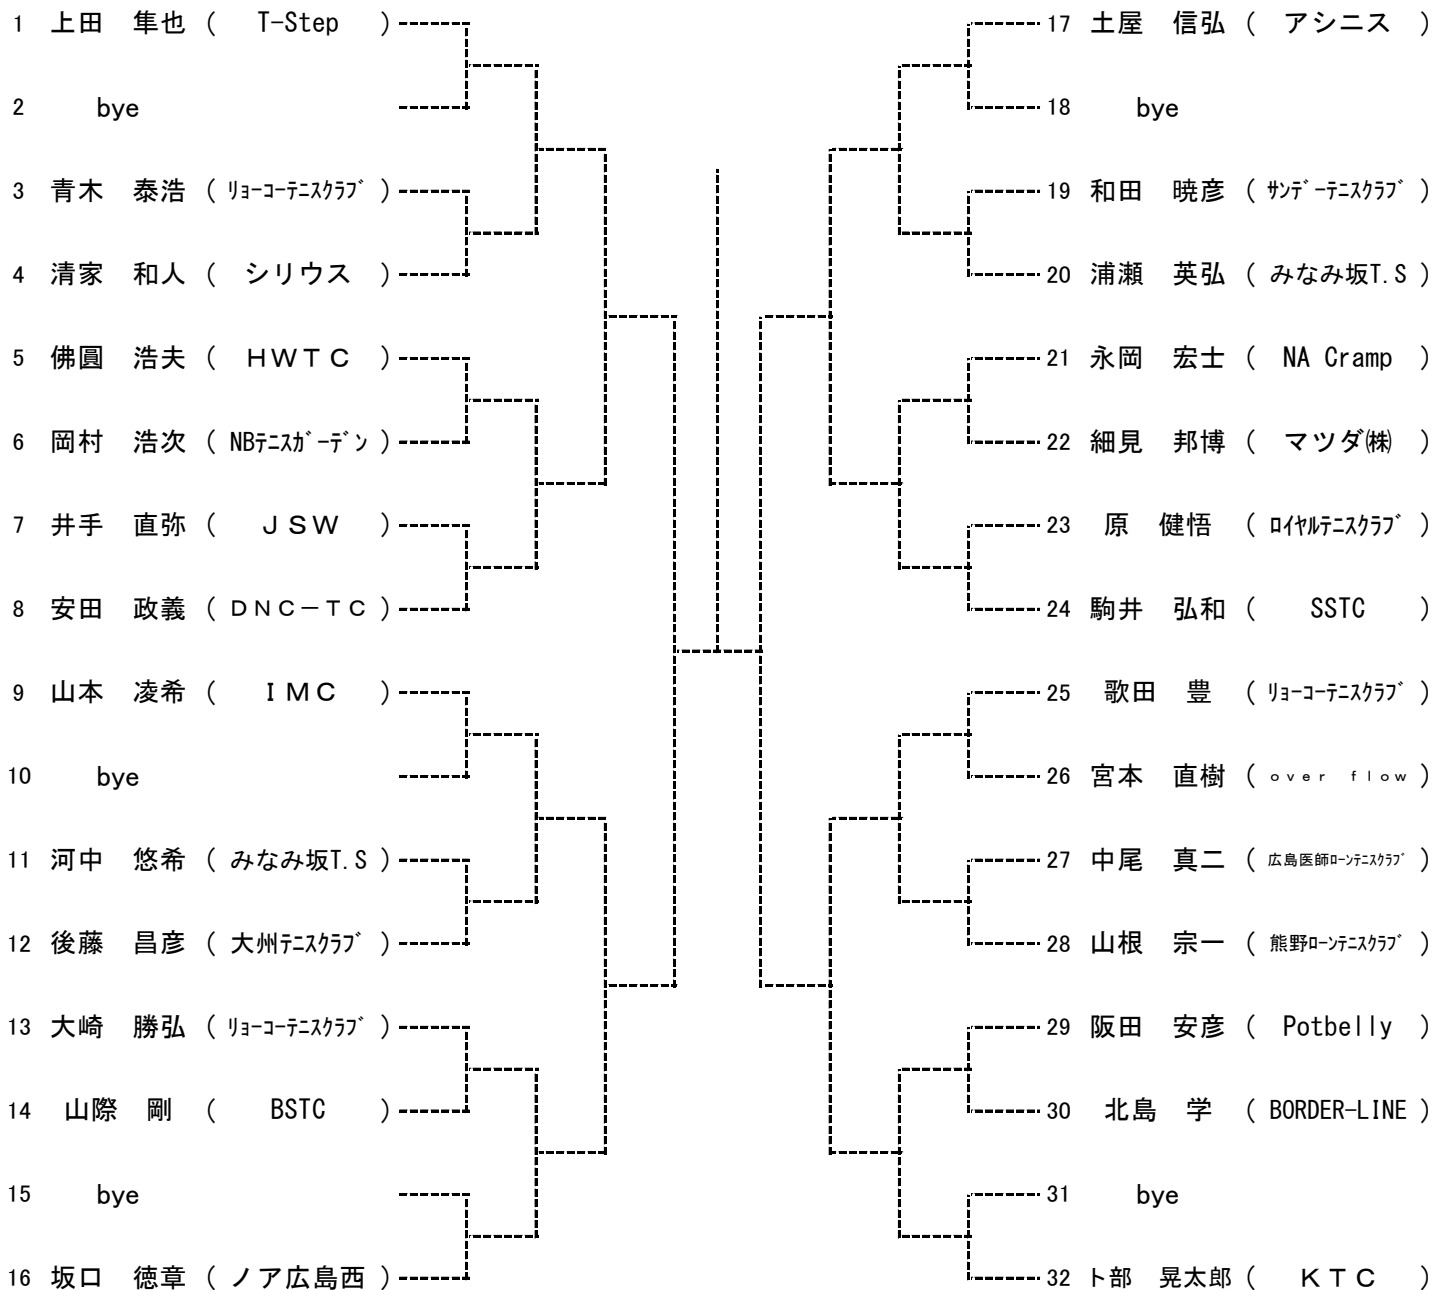 1 上田 隼也 ( T-Step )
2 bye
3 青木 泰浩 ( ﾘｮｰｺｰﾃﾆｽｸﾗﾌﾞ )
4 清家 和人 ( シリウス )
5 佛圓 浩夫 ( ＨＷＴＣ )
6 岡村 浩次 ( NBﾃﾆｽｶﾞｰﾃﾞﾝ )
7 井手 直弥 ( ＪＳＷ )
8 安田 政義 ( ＤＮＣ－ＴＣ )
9 山本 凌希 ( ＩＭＣ )
10 bye
11 河中 悠希 ( みなみ坂T.S )
12 後藤 昌彦 ( 大州ﾃﾆｽｸﾗﾌﾞ )
13 大崎 勝弘 ( ﾘｮｰｺｰﾃﾆｽｸﾗﾌﾞ )
14 山際 剛 ( BSTC )
15 bye
16 坂口 徳章 ( ノア広島西 )
17 土屋 信弘 ( アシニス )
18 bye
19 和田 暁彦 ( ｻﾝﾃﾞｰﾃﾆｽｸﾗﾌﾞ )
20 浦瀬 英弘 ( みなみ坂T.S )
21 永岡 宏士 ( NA Cramp )
22 細見 邦博 ( マツダ㈱ )
23 原 健悟 ( ﾛｲﾔﾙﾃﾆｽｸﾗﾌﾞ )
24 駒井 弘和 ( SSTC )
25 歌田 豊 ( ﾘｮｰｺｰﾃﾆｽｸﾗﾌﾞ )
26 宮本 直樹 ( ｏｖｅｒ ｆｌｏｗ )
27 中尾 真二 ( 広島医師ﾛｰﾝﾃﾆｽｸﾗﾌﾞ )
28 山根 宗一 ( 熊野ﾛｰﾝﾃﾆｽｸﾗﾌﾞ )
29 阪田 安彦 ( Potbelly )
30 北島 学 ( BORDER-LINE )
31 bye
32 卜部 晃太郎 ( ＫＴＣ )